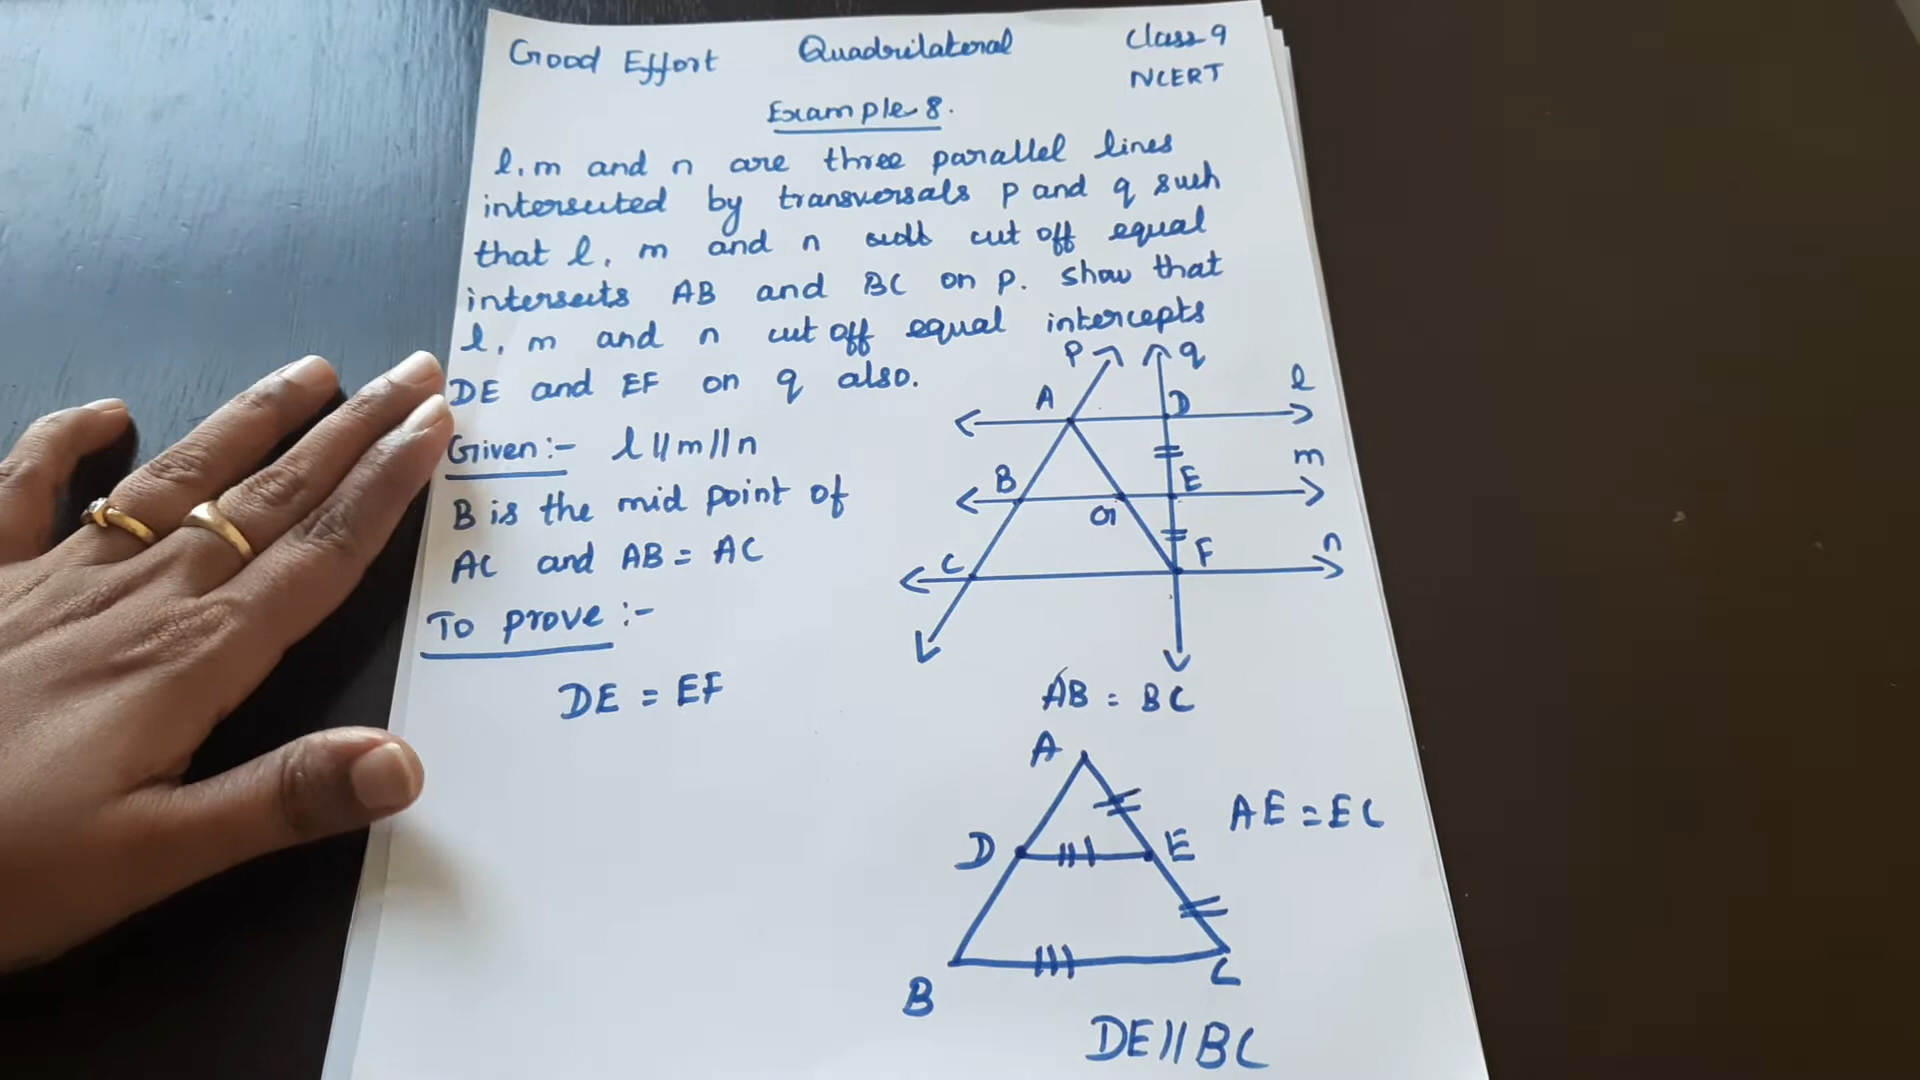 Good Effort Quadrilateral Class 9
NCERT
Example 8.
l, m and n are three parallel lines
intersected by transversals p and q such
that l, m and n cut off equal
intersects AB and BC on p. show that
l, m and n cut off equal intercepts
DE and EF on q also.
P q
A D l
Given:- l || m || n
B E m
B is the mid point of
G
AC and AB = AC
C F n
To prove :-
DE = EF
AB = BC
A
AE = EC
D E
B C
DE || BC